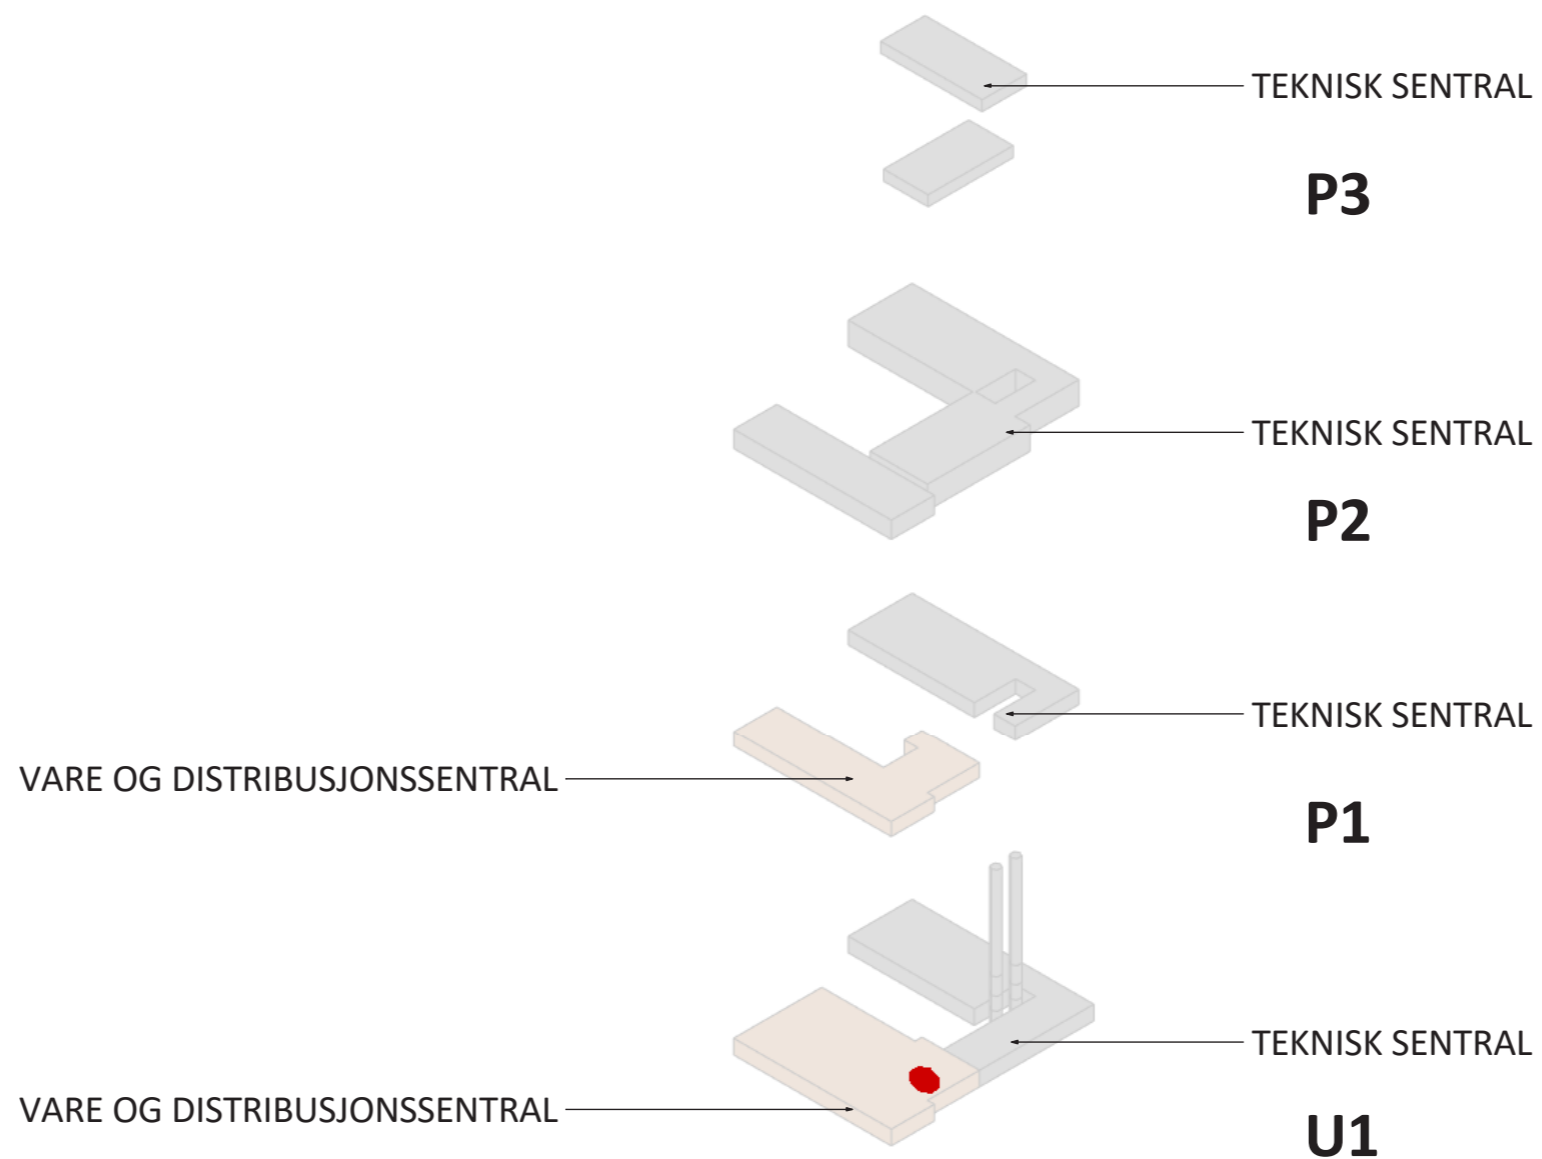 TEKNISK SENTRAL
P3
TEKNISK SENTRAL
P2
TEKNISK SENTRAL
VARE OG DISTRIBUSJONSSENTRAL
P1
TEKNISK SENTRAL
VARE OG DISTRIBUSJONSSENTRAL
U1